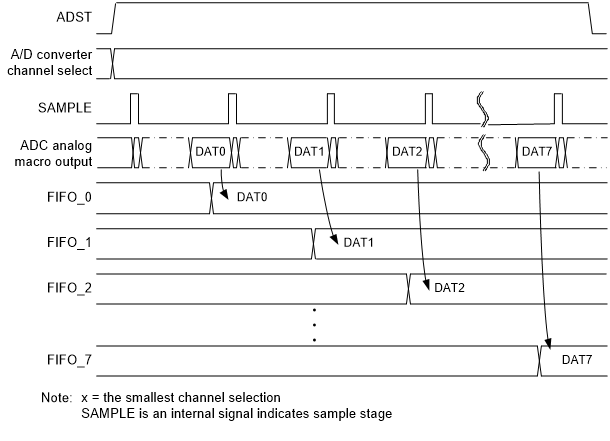 ADST
A/D converter
channel select
SAMPLE
ADC analog
macro output
DAT0 DAT1 DAT2 DAT7
FIFO_0 DAT0
FIFO_1 DAT1
FIFO_2 DAT2
FIFO_7 DAT7
Note: x = the smallest channel selection
SAMPLE is an internal signal indicates sample stage